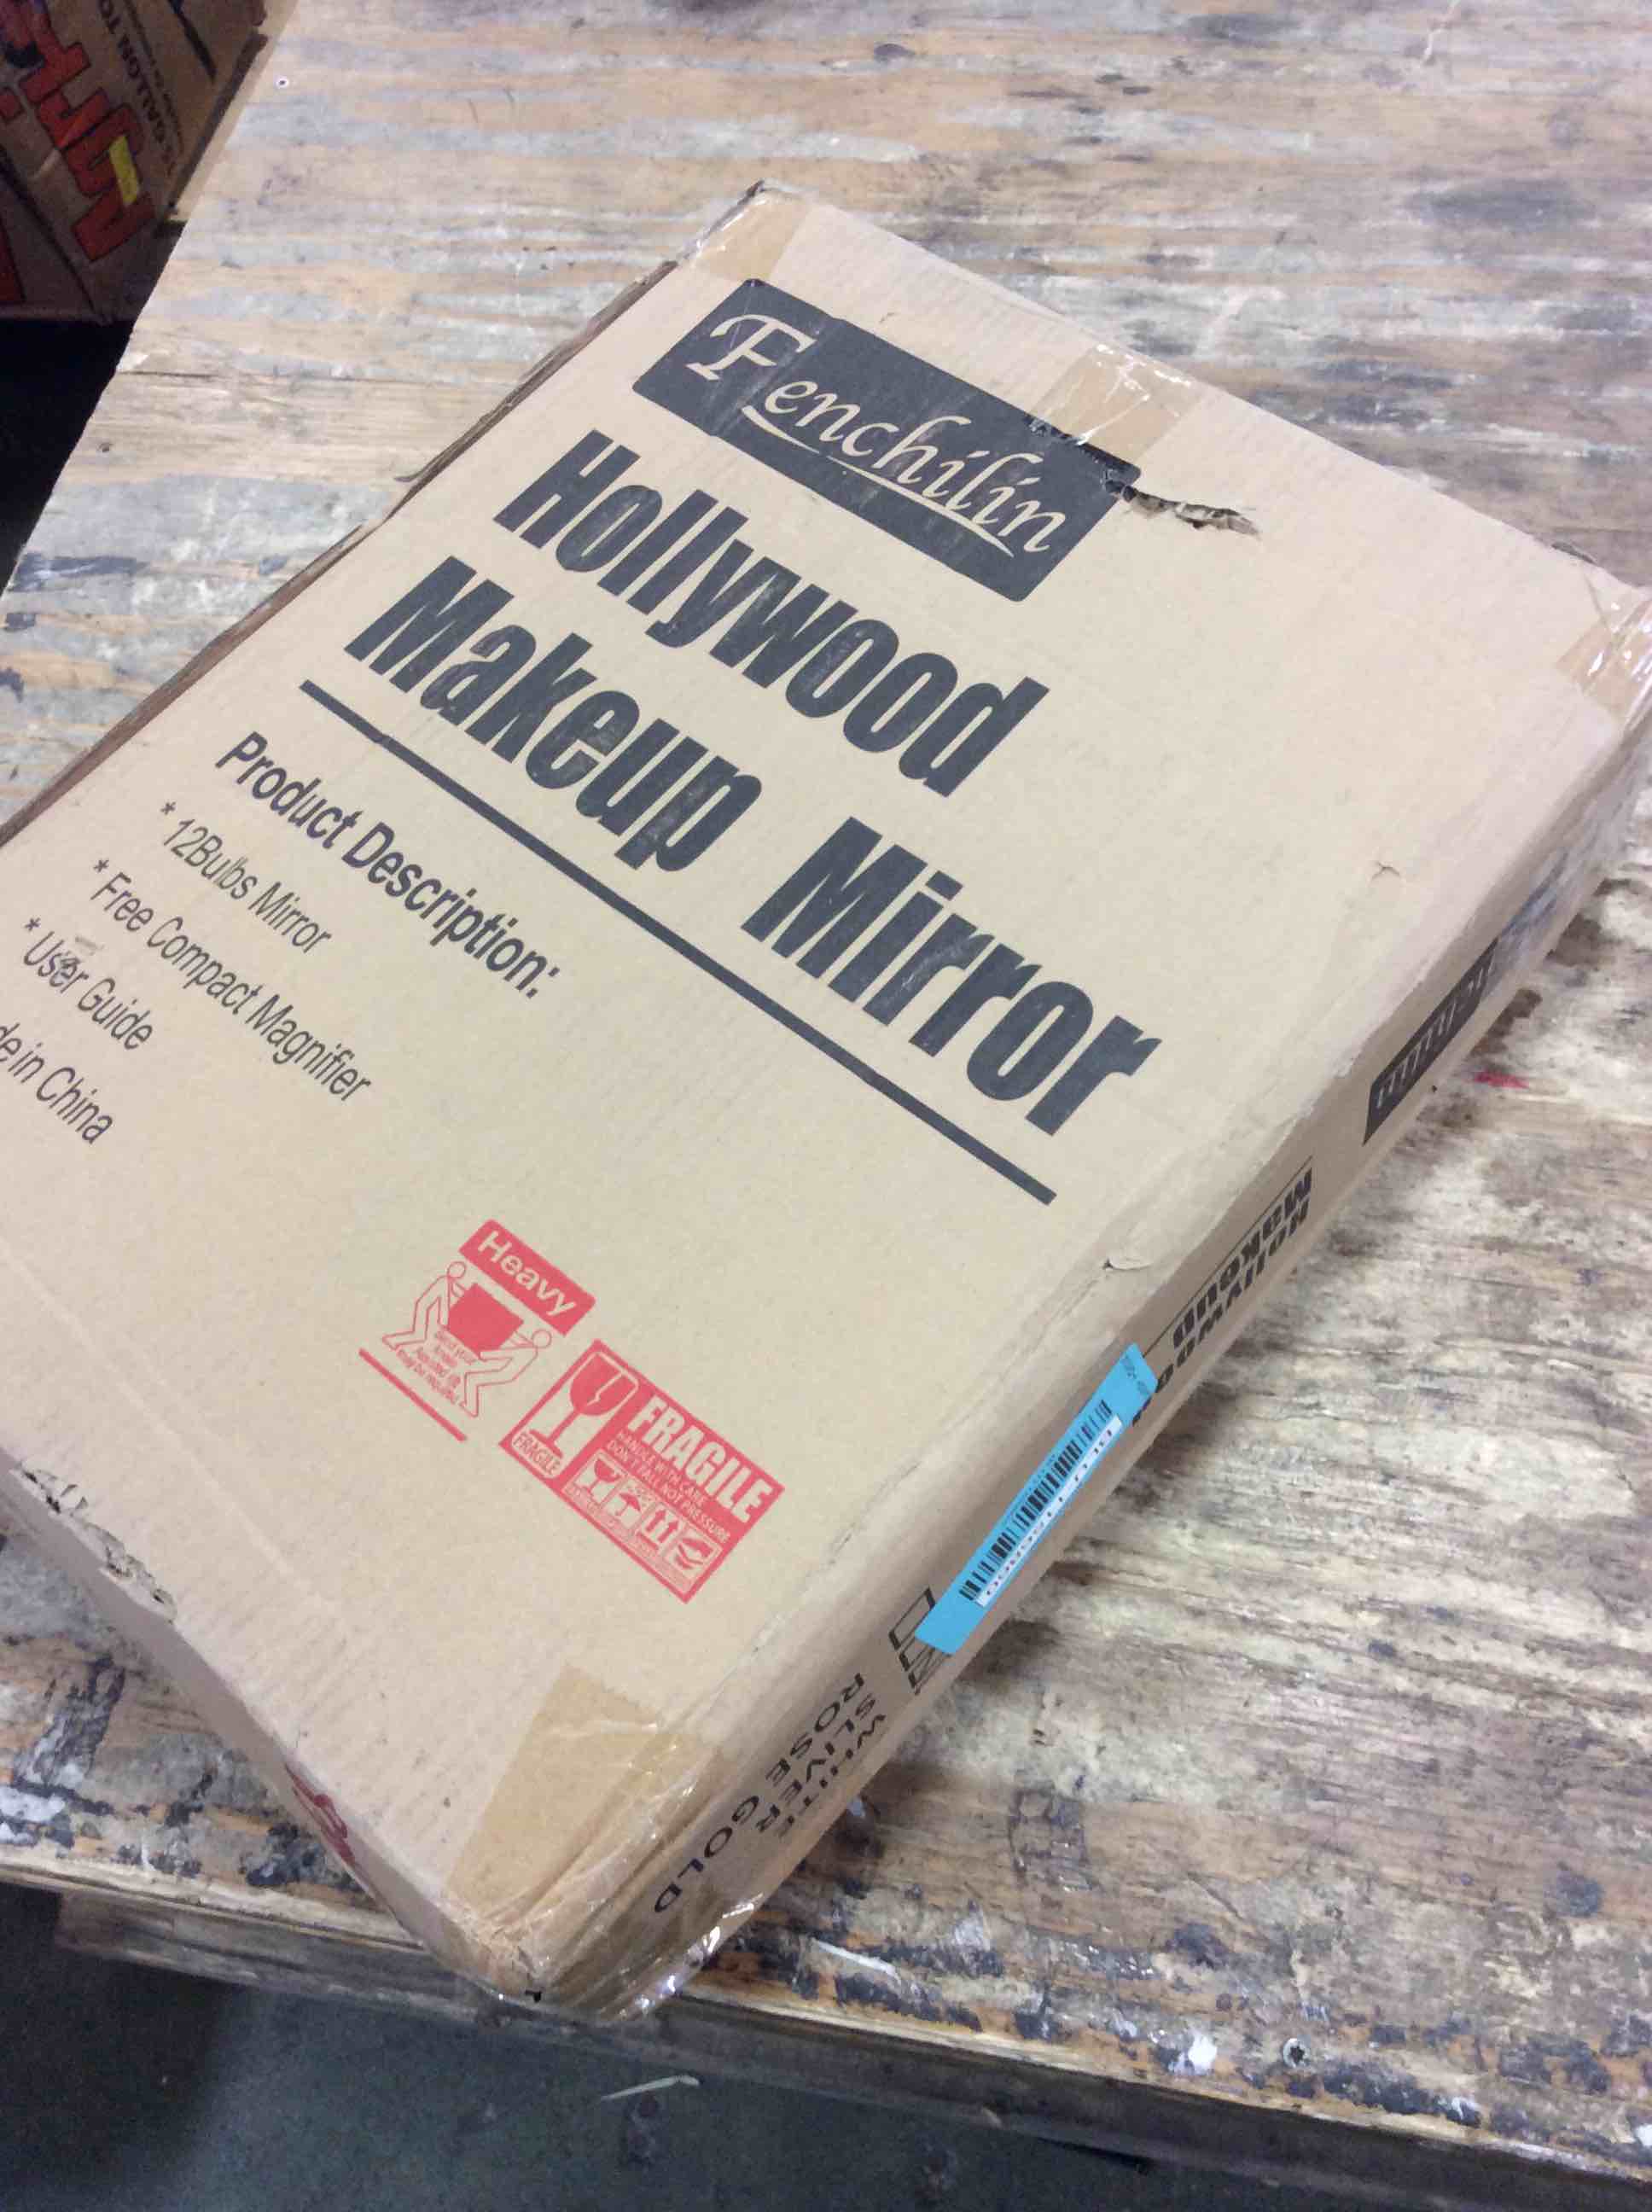 Fenchilin
Hollywood
Makeup Mirror
Product Description:
* 12Bulbs Mirror
* Free Compact Magnifier
* User Guide
in China
Heavy
FRAGILE
FRAGILE
HANDLE WITH CARE
WHITE
SLIVER
ROSE GOLD
GALLON